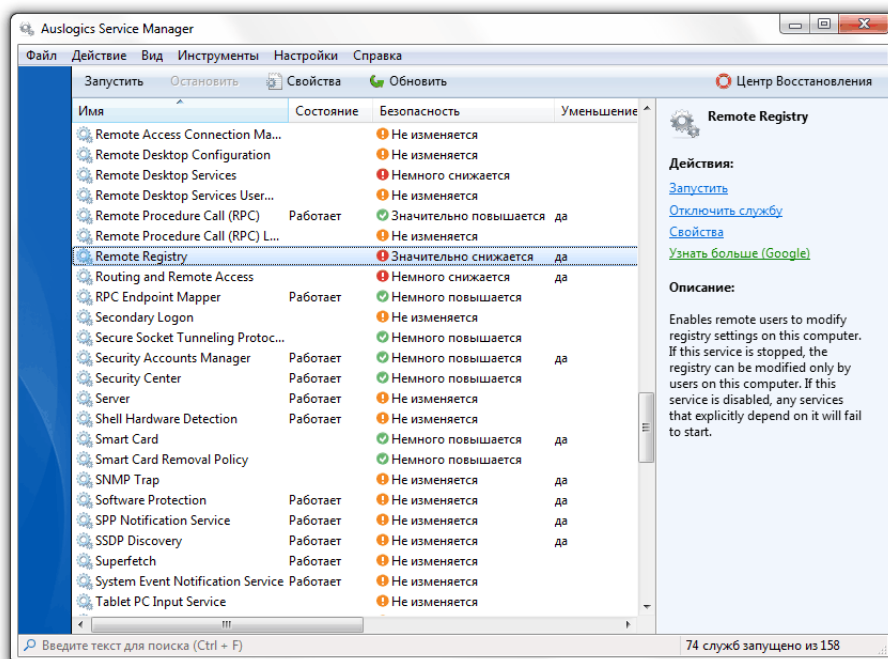 Auslogics Service Manager
Файл Действие Вид Инструменты Настройки Справка
Запустить Остановить Свойства Обновить Центр Восстановления
Имя Состояние Безопасность Уменьшение
Remote Access Connection Ma... Не изменяется
Remote Desktop Configuration Не изменяется
Remote Desktop Services Немного снижается
Remote Desktop Services User... Не изменяется
Remote Procedure Call (RPC) Работает Значительно повышается да
Remote Procedure Call (RPC) L... Не изменяется
Remote Registry Значительно снижается да
Routing and Remote Access Немного снижается да
RPC Endpoint Mapper Работает Немного повышается
Secondary Logon Не изменяется
Secure Socket Tunneling Protoc... Немного повышается
Security Accounts Manager Работает Немного повышается да
Security Center Работает Немного повышается
Server Работает Не изменяется
Shell Hardware Detection Работает Не изменяется
Smart Card Немного повышается да
Smart Card Removal Policy Немного повышается
SNMP Trap Не изменяется да
Software Protection Работает Не изменяется да
SPP Notification Service Работает Не изменяется да
SSDP Discovery Работает Не изменяется да
Superfetch Работает Не изменяется
System Event Notification Service Работает Не изменяется
Tablet PC Input Service Не изменяется
Remote Registry
Действия:
Запустить
Отключить службу
Свойства
Узнать больше (Google)
Описание:
Enables remote users to modify
registry settings on this computer.
If this service is stopped, the
registry can be modified only by
users on this computer. If this
service is disabled, any services
that explicitly depend on it will fail
to start.
Введите текст для поиска (Ctrl + F)
74 служб запущено из 158